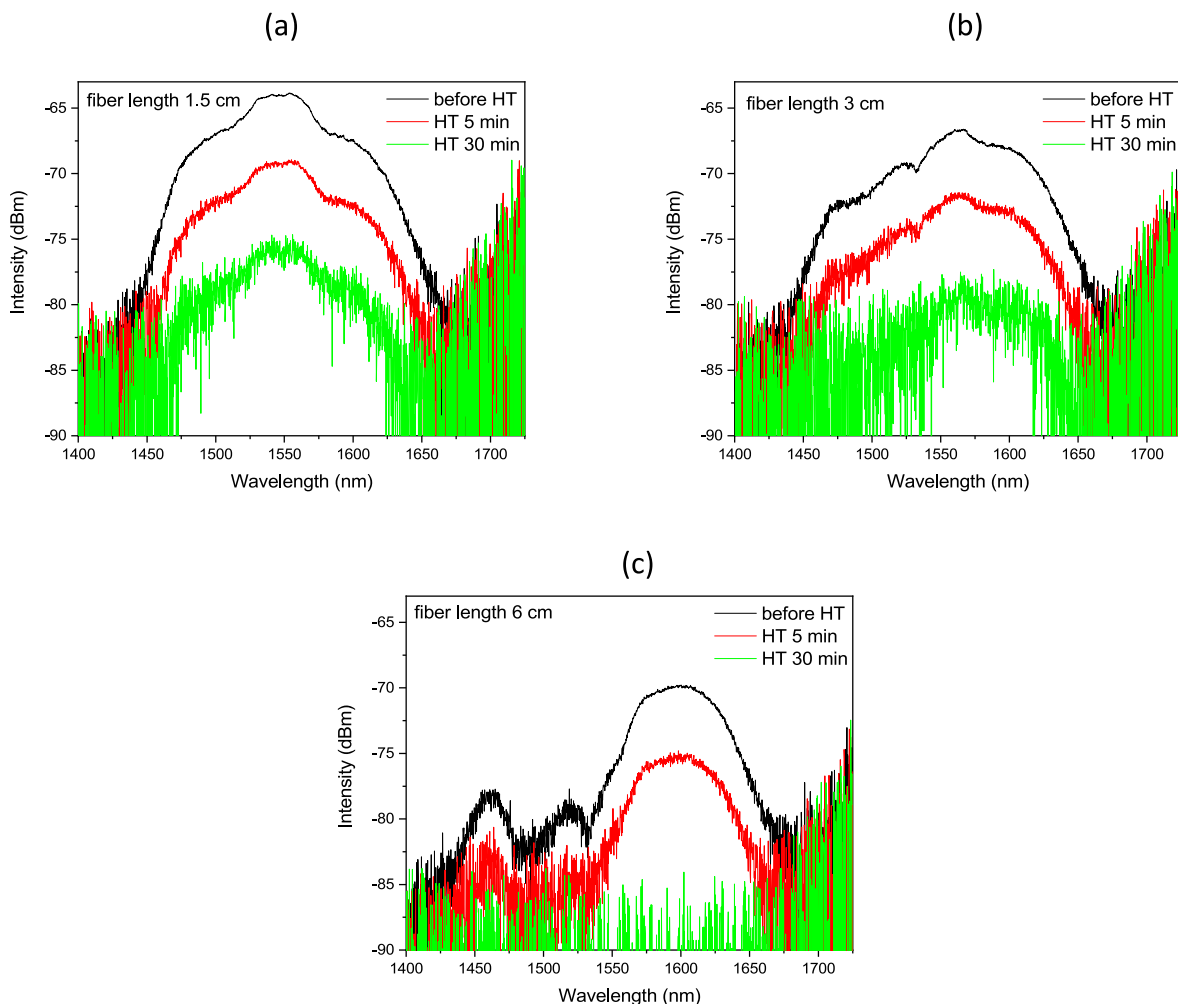 (a)
fiber length 1.5 cm
before HT
HT 5 min
HT 30 min
-65
-70
-75
-80
-85
-90
Intensity (dBm)
1400 1450 1500 1550 1600 1650 1700
Wavelength (nm)
(b)
fiber length 3 cm
before HT
HT 5 min
HT 30 min
-65
-70
-75
-80
-85
-90
Intensity (dBm)
1400 1450 1500 1550 1600 1650 1700
Wavelength (nm)
(c)
fiber length 6 cm
before HT
HT 5 min
HT 30 min
-65
-70
-75
-80
-85
-90
Intensity (dBm)
1400 1450 1500 1550 1600 1650 1700
Wavelength (nm)